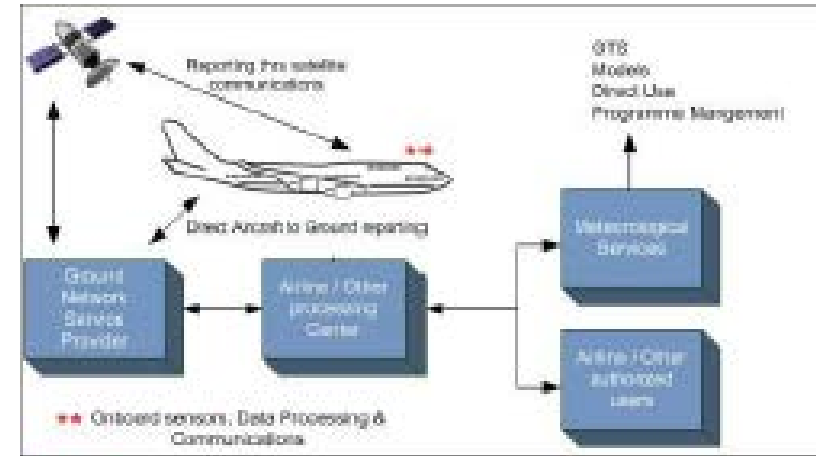 Reporting thru satellite
communications
GTS
Models
Direct Use
Programme Mangement
Direct Aircraft to Ground reporting
Ground
Network
Service
Provider
Airline / Other
processing
Center
Meteorological
Services
Airline / Other
authorized
users
Onboard sensors, Data Processing &
Communications